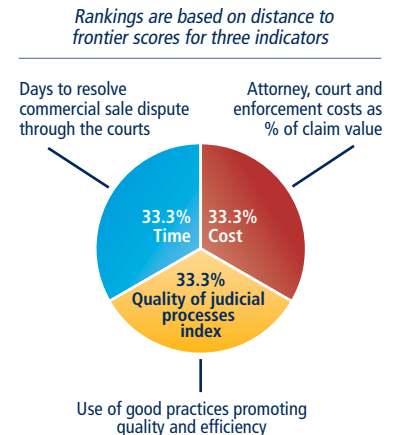 Rankings are based on distance to
frontier scores for three indicators
Days to resolve
commercial sale dispute
through the courts
Attorney, court and
enforcement costs as
% of claim value
33.3%
Time
33.3%
Cost
33.3%
Quality of judicial
processes
index
Use of good practices promoting
quality and efficiency